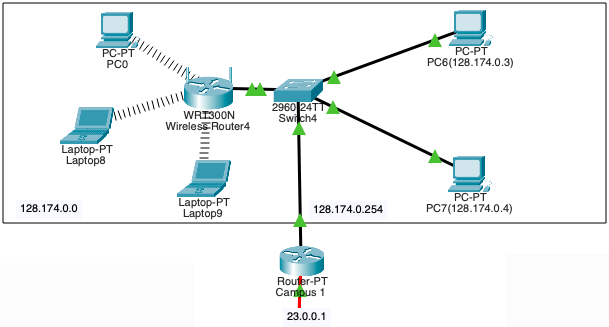 PC-PT
PC0
PC-PT
PC6(128.174.0.3)
WRT300N
Wireless Router4
2960-24TT
Switch4
Laptop-PT
Laptop8
PC-PT
PC7(128.174.0.4)
Laptop-PT
Laptop9
128.174.0.0
128.174.0.254
Router-PT
Campus 1
23.0.0.1